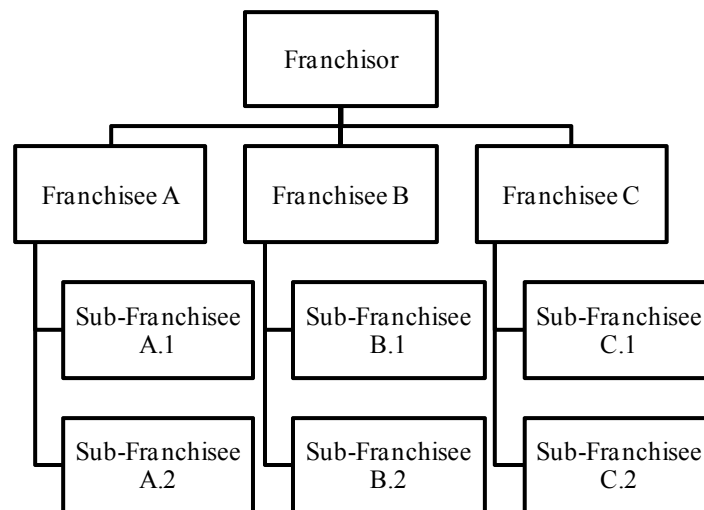 Franchisor
Franchisee A
Franchisee B
Franchisee C
Sub-Franchisee
A.1
Sub-Franchisee
B.1
Sub-Franchisee
C.1
Sub-Franchisee
A.2
Sub-Franchisee
B.2
Sub-Franchisee
C.2